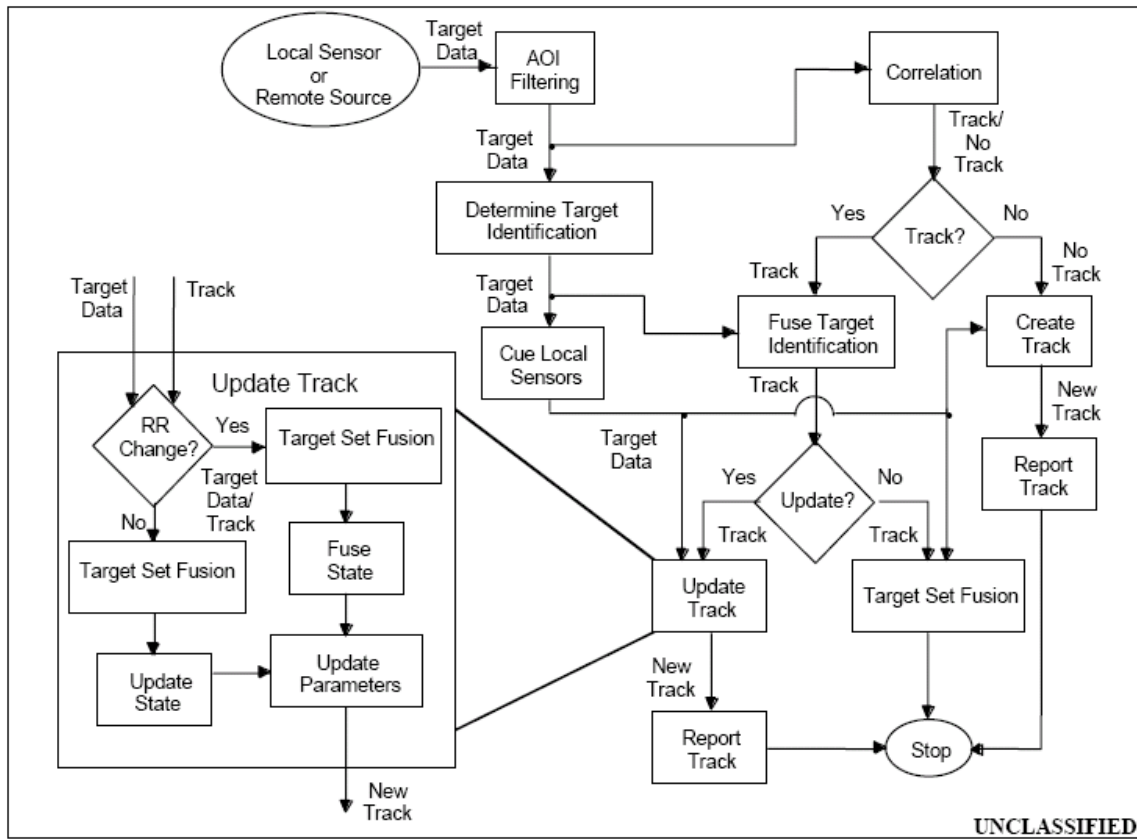 Local Sensor
or
Remote Source
Target
Data
AOI
Filtering
Correlation
Target
Data
Track/
No
Track
Determine Target
Identification
Yes
Track?
No
Target
Data
Track
No
Track
Fuse Target
Identification
Create
Track
Cue Local
Sensors
Track
New
Track
Target
Data
Report
Track
Yes
Update?
No
Track
Track
Update
Track
Target Set Fusion
New
Track
Report
Track
Stop
Target
Data
Track
Update Track
RR
Change?
Yes
Target Set Fusion
Target
Data/
Track
No
Target Set Fusion
Fuse
State
Update
State
Update
Parameters
New
Track
UNCLASSIFIED